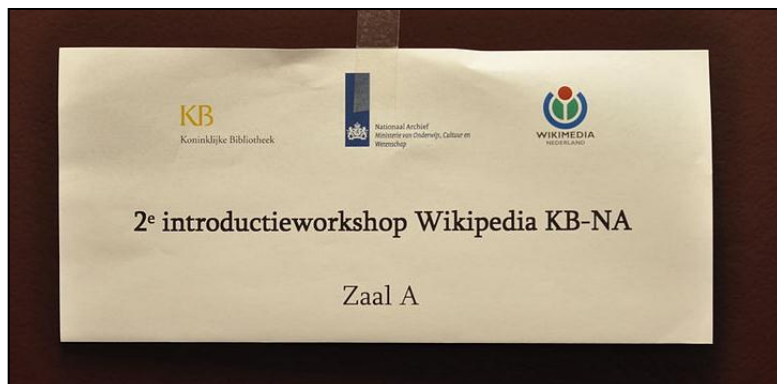 KB
Koninklijke Bibliotheek
Nationaal Archief
Ministerie van Onderwijs, Cultuur en
Wetenschap
WIKIMEDIA
NEDERLAND
2e introductieworkshop Wikipedia KB-NA
Zaal A